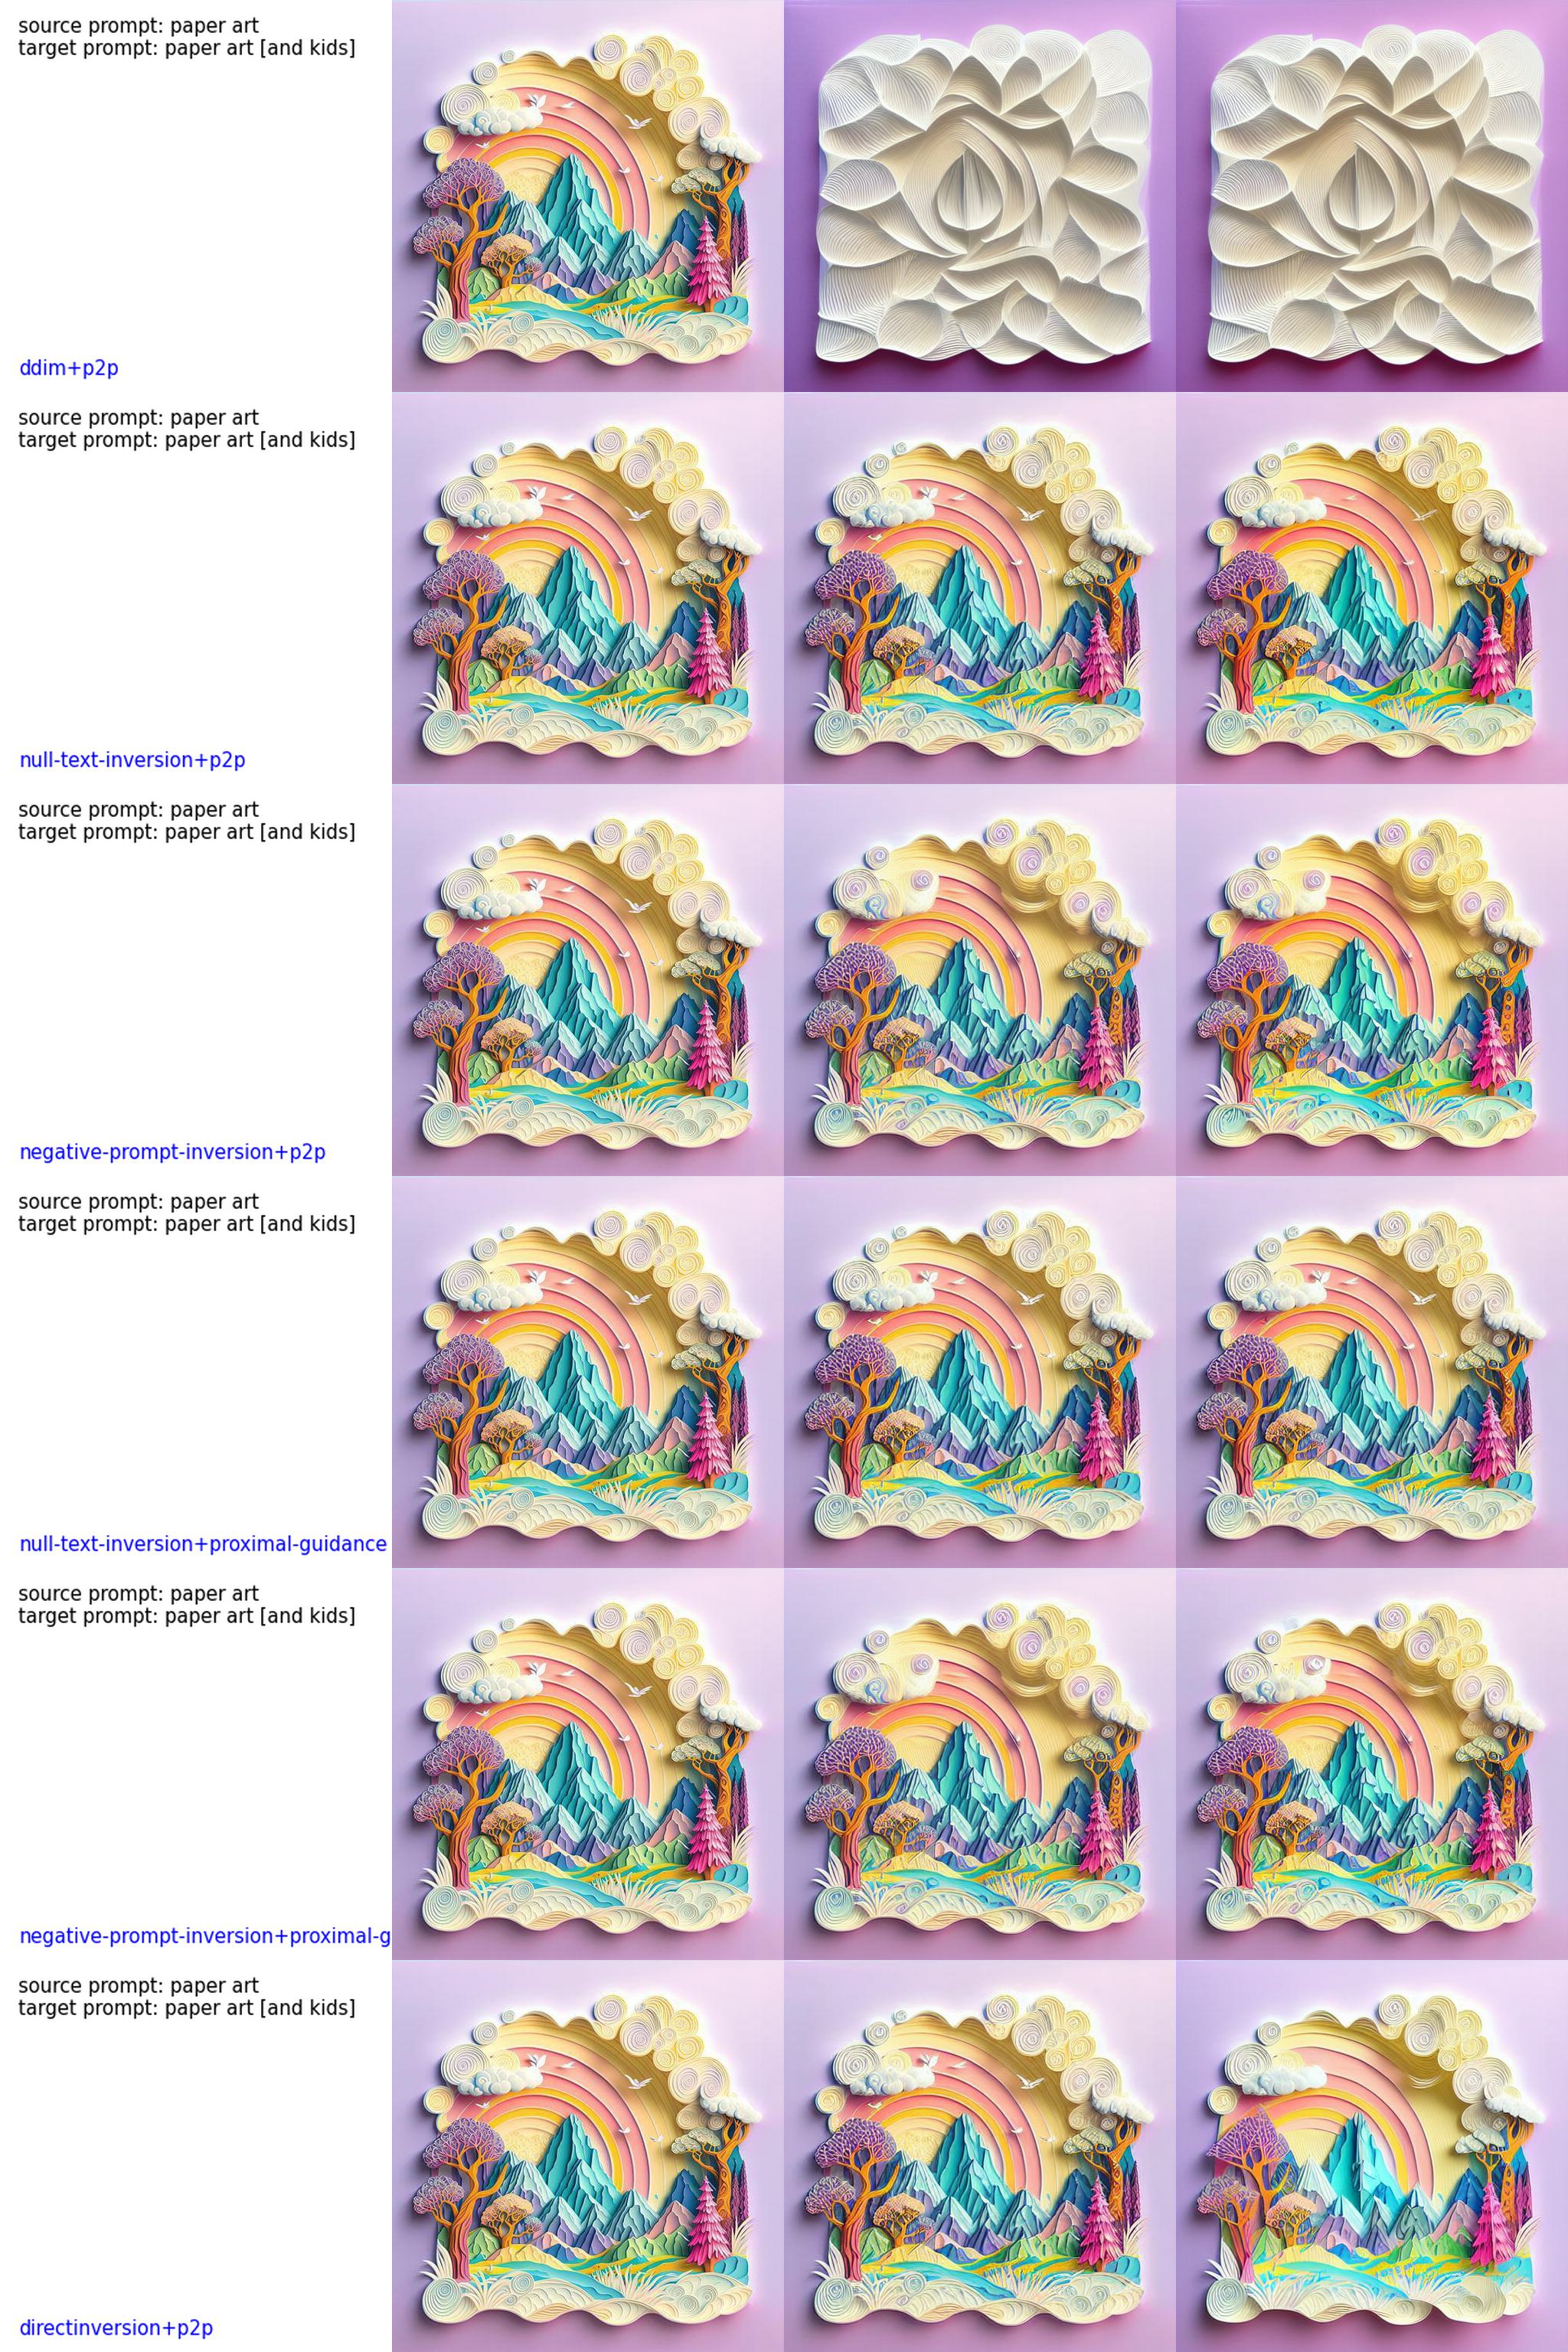 source prompt: paper art
target prompt: paper art [and kids]
ddim+p2p
source prompt: paper art
target prompt: paper art [and kids]
null-text-inversion+p2p
source prompt: paper art
target prompt: paper art [and kids]
negative-prompt-inversion+p2p
source prompt: paper art
target prompt: paper art [and kids]
null-text-inversion+proximal-guidance
source prompt: paper art
target prompt: paper art [and kids]
negative-prompt-inversion+proximal-g
source prompt: paper art
target prompt: paper art [and kids]
directinversion+p2p